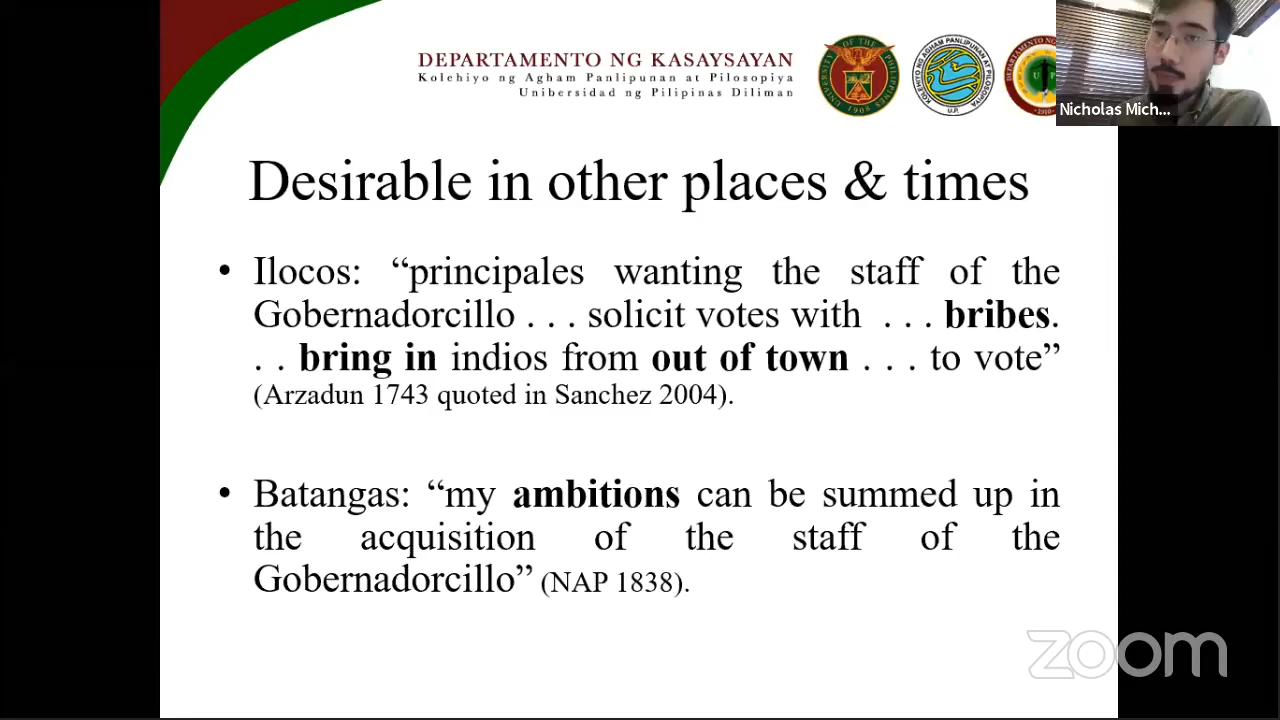 DEPARTAMENTO NG KASAYSAYAN
Kolehiyo ng Agham Panlipunan at Pilosopiya
Unibersidad ng Pilipinas Diliman
Nicholas Mich...
Desirable in other places & times
• Ilocos: “principales wanting the staff of the
Gobernadorcillo . . . solicit votes with . . . bribes.
. . bring in indios from out of town . . . to vote”
(Arzadun 1743 quoted in Sanchez 2004).
• Batangas: “my ambitions can be summed up in
the acquisition of the staff of the
Gobernadorcillo” (NAP 1838).
zoom